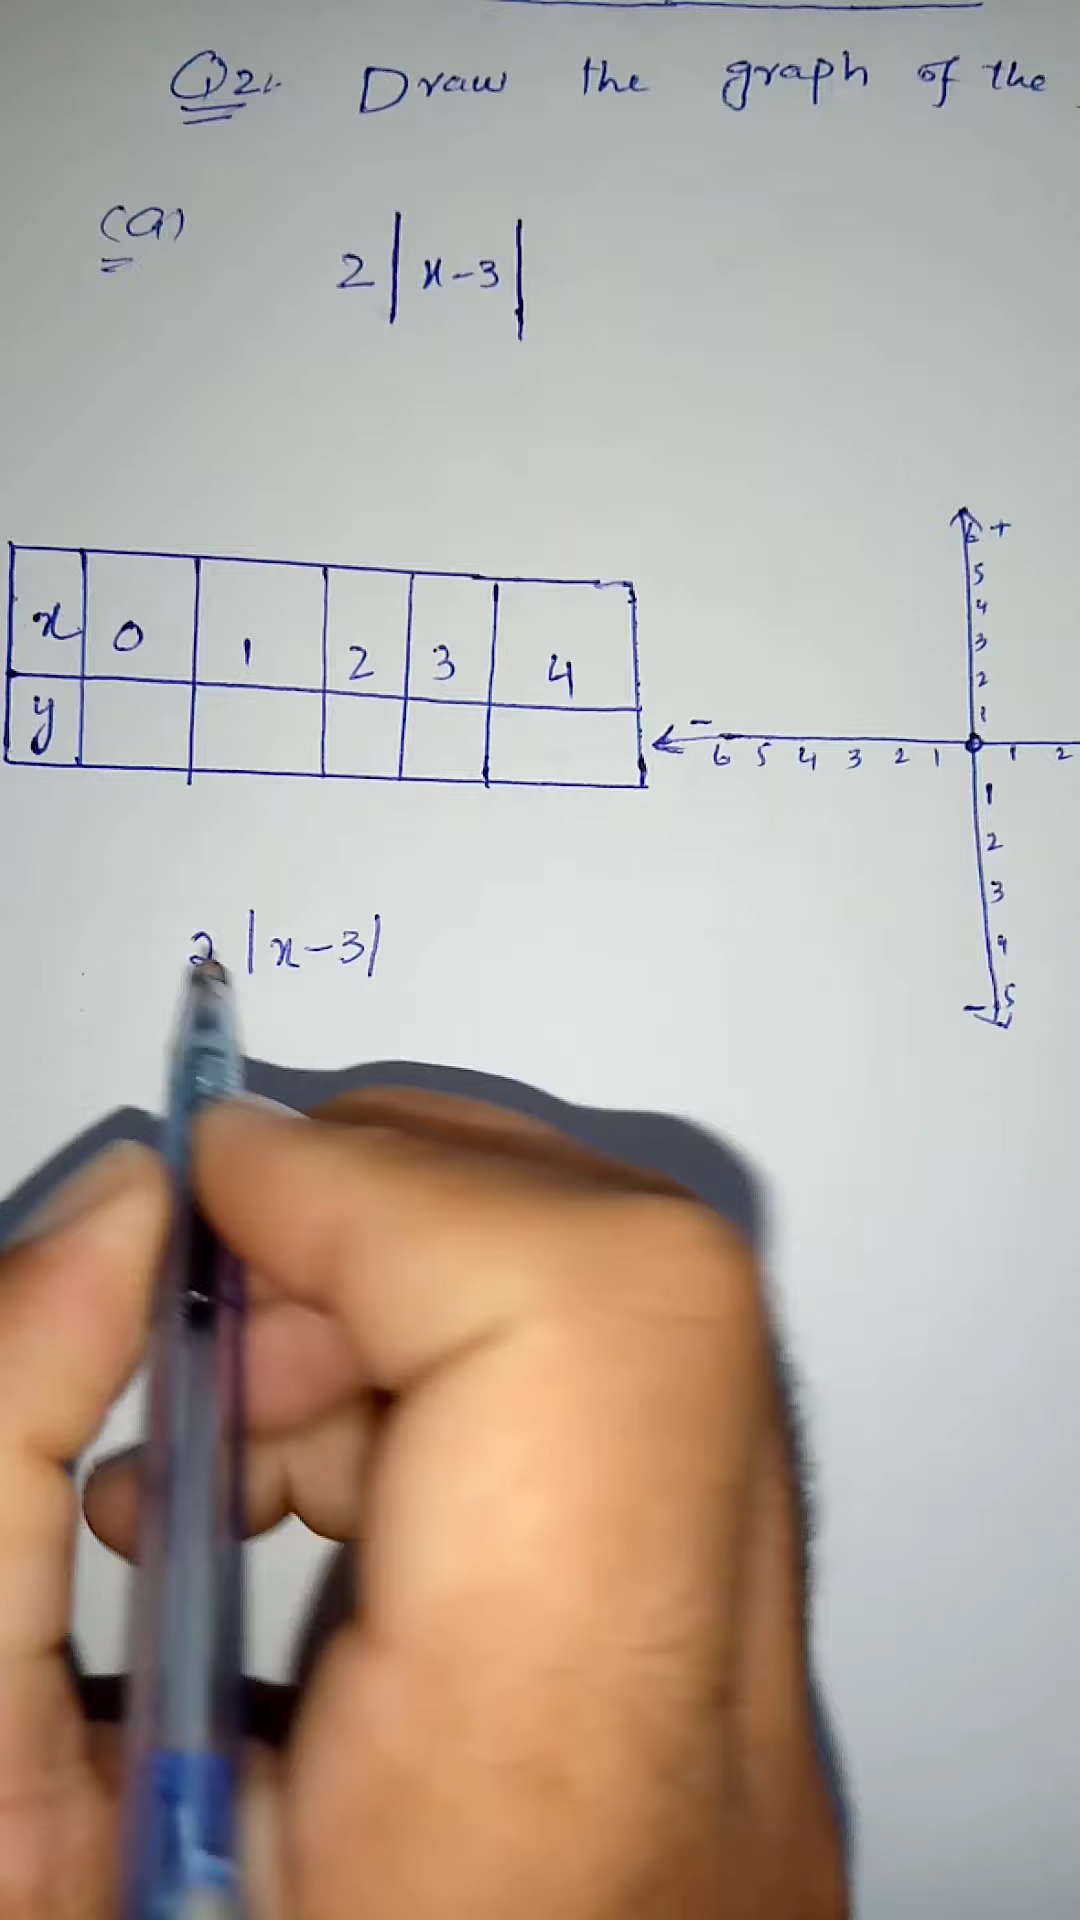 Q2. Draw the graph of the
(a) 2|x-3|
x 0 1 2 3 4
y
+
6
5
4
3
2
1
- 6 5 4 3 2 1 1 2
1
2
3
4
- 5
2|x-3|